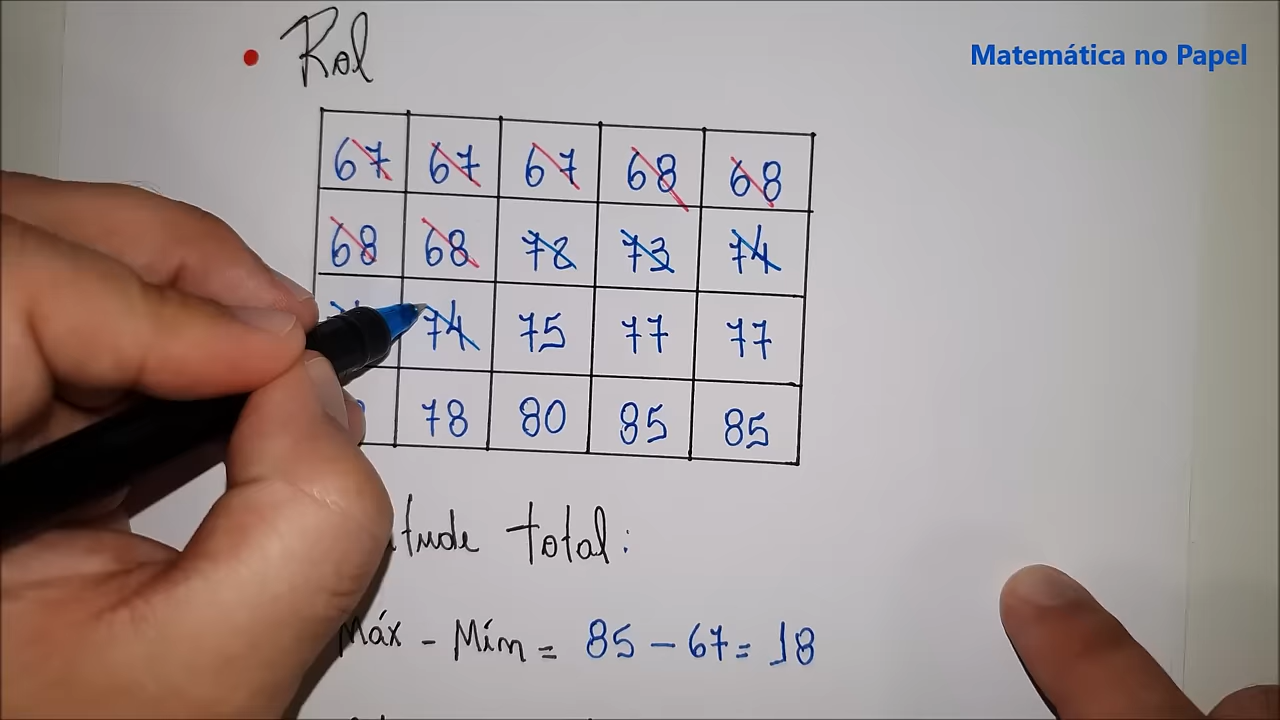 Matemática no Papel
• Rol
67 67 67 68 68
68 68 72 73 74
74 75 77 77
78 80 85 85
total:
Máx - Mín = 85 - 67 = 18